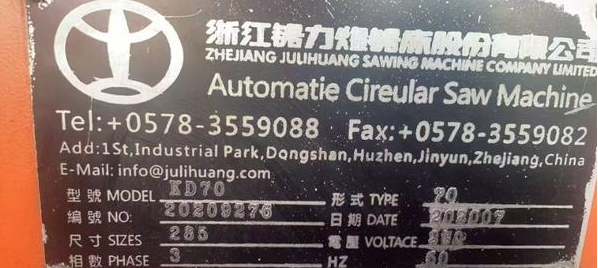 浙江锯力煌锯床股份有限公司
ZHEJIANG JULIHUANG SAWING MACHINE COMPANY LIMITED
Automatie Cireular Saw Machine
Tel:+0578-3559088 Fax:+0578-3559082
Add:1St,Industrial Park,Dongshan,Huzhen,Jinyun,Zhejiang,China
E-Mail: info@julihuang.com
型號 MODEL KD70 形式 TYPE 70
編號 NO: 20209276 日期 DATE 202007
尺寸 SIZES 285 電壓 VOLTACE 380
相數 PHASE 3 HZ 50